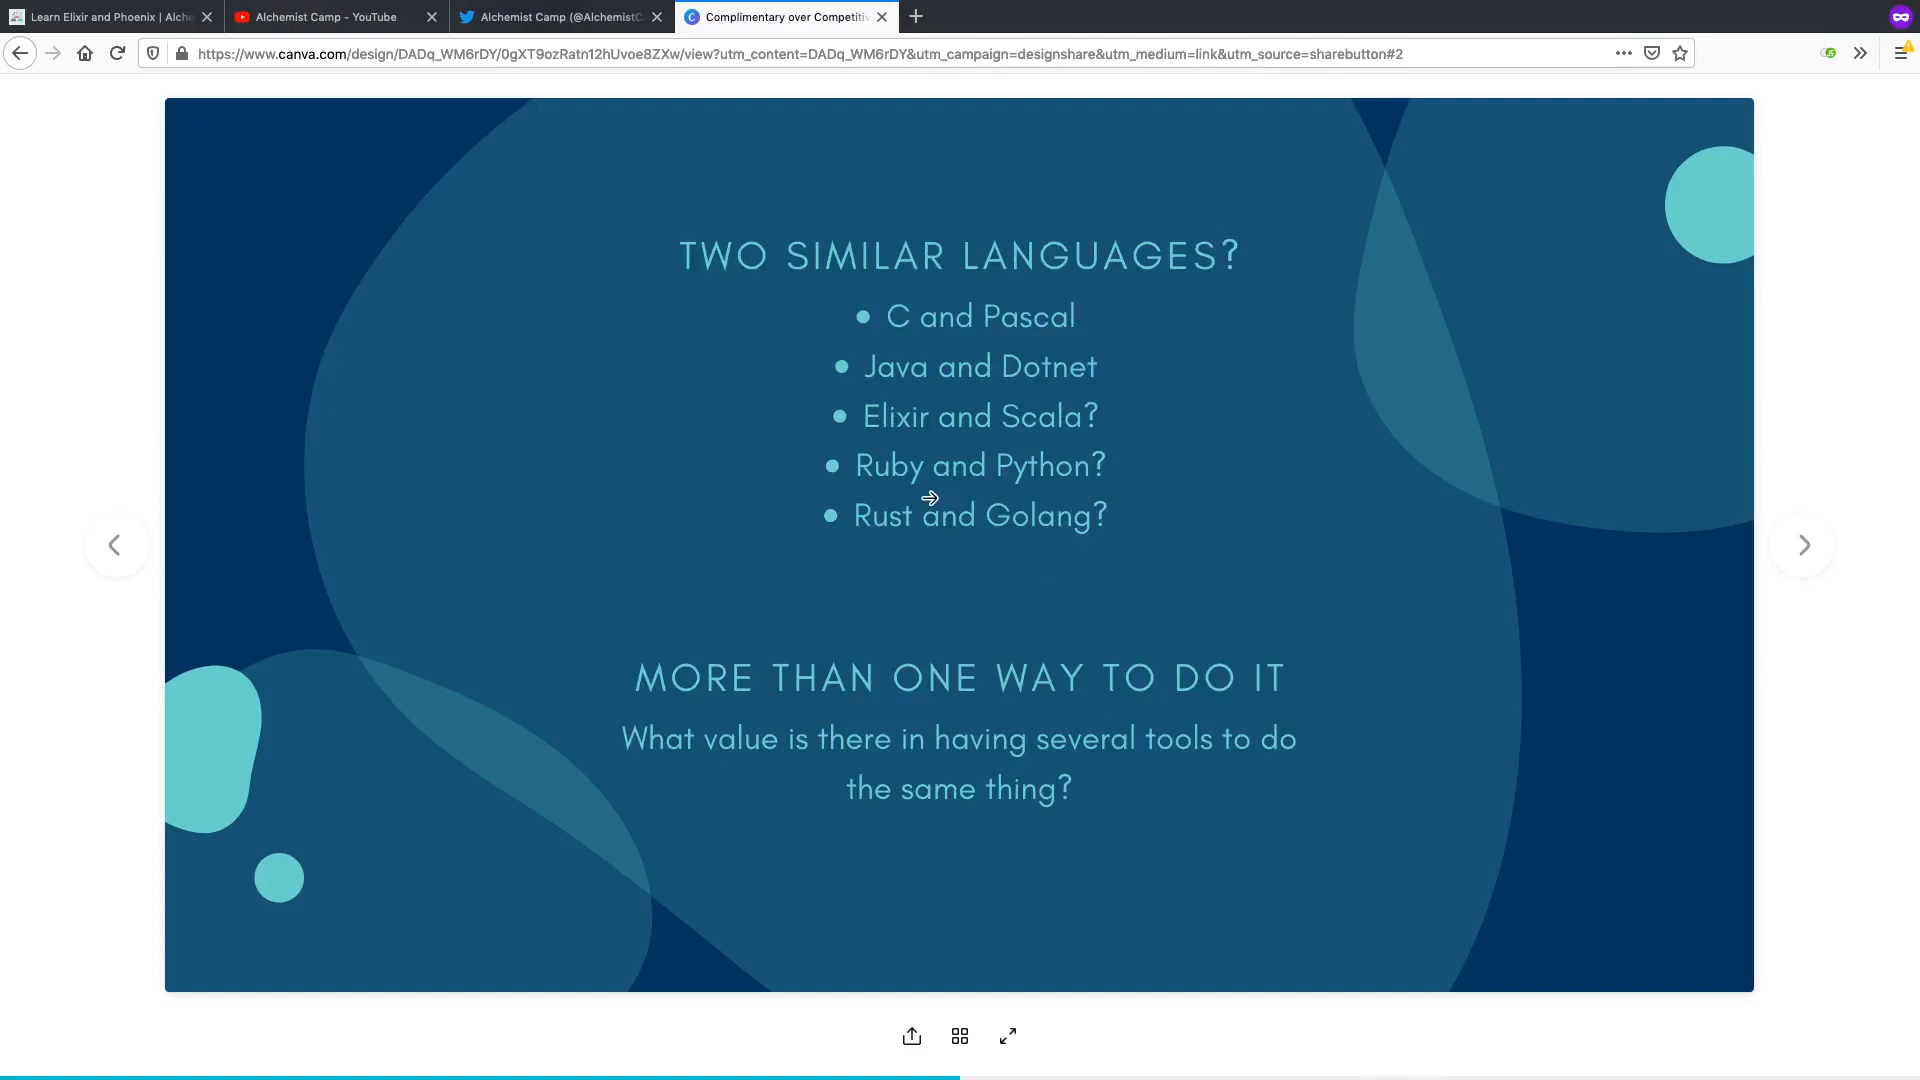 Learn Elixir and Phoenix | Alche
Alchemist Camp - YouTube
Alchemist Camp (@AlchemistC
Complimentary over Competitiv
https://www.canva.com/design/DADq_WM6rDY/0gXT9ozRatn12hUvoe8ZXw/view?utm_content=DADq_WM6rDY&utm_campaign=designshare&utm_medium=link&utm_source=sharebutton#2
TWO SIMILAR LANGUAGES?
• C and Pascal
• Java and Dotnet
• Elixir and Scala?
• Ruby and Python?
• Rust and Golang?
MORE THAN ONE WAY TO DO IT
What value is there in having several tools to do
the same thing?